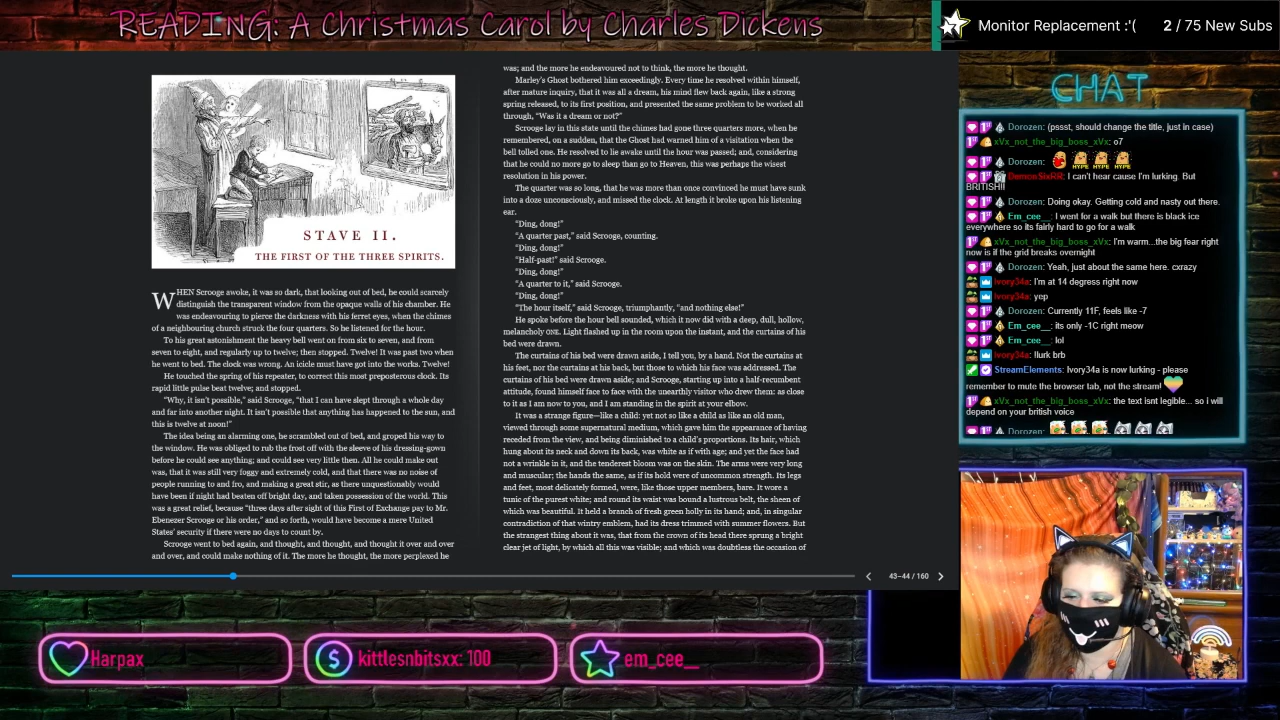 READING: A Christmas Carol by Charles Dickens
Monitor Replacement :'(
2 / 75 New Subs
STAVE II.
THE FIRST OF THE THREE SPIRITS.
WHEN Scrooge awoke, it was so dark, that looking out of bed, he could scarcely
distinguish the transparent window from the opaque walls of his chamber. He
was endeavouring to pierce the darkness with his ferret eyes, when the chimes
of a neighbouring church struck the four quarters. So he listened for the hour.
To his great astonishment the heavy bell went on from six to seven, and from
seven to eight, and regularly up to twelve; then stopped. Twelve! It was past two when
he went to bed. The clock was wrong. An icicle must have got into the works. Twelve!
He touched the spring of his repeater, to correct this most preposterous clock. Its
rapid little pulse beat twelve; and stopped.
“Why, it isn’t possible,” said Scrooge, “that I can have slept through a whole day
and far into another night. It isn’t possible that anything has happened to the sun, and
this is twelve at noon!”
The idea being an alarming one, he scrambled out of bed, and groped his way to
the window. He was obliged to rub the frost off with the sleeve of his dressing-gown
before he could see anything; and could see very little then. All he could make out
was, that it was still very foggy and extremely cold, and that there was no noise of
people running to and fro, and making a great stir, as there unquestionably would
have been if night had beaten off bright day, and taken possession of the world. This
was a great relief, because “three days after sight of this First of Exchange pay to Mr.
Ebenezer Scrooge or his order,” and so forth, would have become a mere United
States’ security if there were no days to count by.
Scrooge went to bed again, and thought, and thought, and thought it over and over
and over, and could make nothing of it. The more he thought, the more perplexed he
was; and the more he endeavoured not to think, the more he thought.
Marley’s Ghost bothered him exceedingly. Every time he resolved within himself,
after mature inquiry, that it was all a dream, his mind flew back again, like a strong
spring released, to its first position, and presented the same problem to be worked all
through, “Was it a dream or not?”
Scrooge lay in this state until the chimes had gone three quarters more, when he
remembered, on a sudden, that the Ghost had warned him of a visitation when the
bell tolled one. He resolved to lie awake until the hour was passed; and, considering
that he could no more go to sleep than go to Heaven, this was perhaps the wisest
resolution in his power.
The quarter was so long, that he was more than once convinced he must have sunk
into a doze unconsciously, and missed the clock. At length it broke upon his listening
ear.
“Ding, dong!”
“A quarter past,” said Scrooge, counting.
“Ding, dong!”
“Half-past!” said Scrooge.
“Ding, dong!”
“A quarter to it,” said Scrooge.
“Ding, dong!”
“The hour itself,” said Scrooge, triumphantly, “and nothing else!”
He spoke before the hour bell sounded, which it now did with a deep, dull, hollow,
melancholy ONE. Light flashed up in the room upon the instant, and the curtains of his
bed were drawn.
The curtains of his bed were drawn aside, I tell you, by a hand. Not the curtains at
his feet, nor the curtains at his back, but those to which his face was addressed. The
curtains of his bed were drawn aside; and Scrooge, starting up into a half-recumbent
attitude, found himself face to face with the unearthly visitor who drew them: as close
to it as I am now to you, and I am standing in the spirit at your elbow.
It was a strange figure—like a child: yet not so like a child as like an old man,
viewed through some supernatural medium, which gave him the appearance of having
receded from the view, and being diminished to a child’s proportions. Its hair, which
hung about its neck and down its back, was white as if with age; and yet the face had
not a wrinkle in it, and the tenderest bloom was on the skin. The arms were very long
and muscular; the hands the same, as if its hold were of uncommon strength. Its legs
and feet, most delicately formed, were, like those upper members, bare. It wore a
tunic of the purest white; and round its waist was bound a lustrous belt, the sheen of
which was beautiful. It held a branch of fresh green holly in its hand; and, in singular
contradiction of that wintry emblem, had its dress trimmed with summer flowers. But
the strangest thing about it was, that from the crown of its head there sprung a bright
clear jet of light, by which all this was visible; and which was doubtless the occasion of
43–44 / 160
CHAT
Dorozen: (pssst, should change the title, just in case)
xVx_not_the_big_boss_xVx: o7
Dorozen: HYPE HYPE HYPE
DemonSixRR: I can't hear cause I'm lurking. But
BRITISH!!
Dorozen: Doing okay. Getting cold and nasty out there.
Em_cee__: I went for a walk but there is black ice
everywhere so its fairly hard to go for a walk
xVx_not_the_big_boss_xVx: I'm warm...the big fear right
now is if the grid breaks overnight
Dorozen: Yeah, just about the same here. cxrazy
Ivory34a: I'm at 14 degress right now
Ivory34a: yep
Dorozen: Currently 11F, feels like -7
Em_cee__: its only -1C right meow
Em_cee__: lol
Ivory34a: !lurk brb
StreamElements: Ivory34a is now lurking - please
remember to mute the browser tab, not the stream!
xVx_not_the_big_boss_xVx: the text isnt legible... so i will
depend on your british voice
Dorozen:
Harpax
kittlesnbitsxx: 100
em_cee__